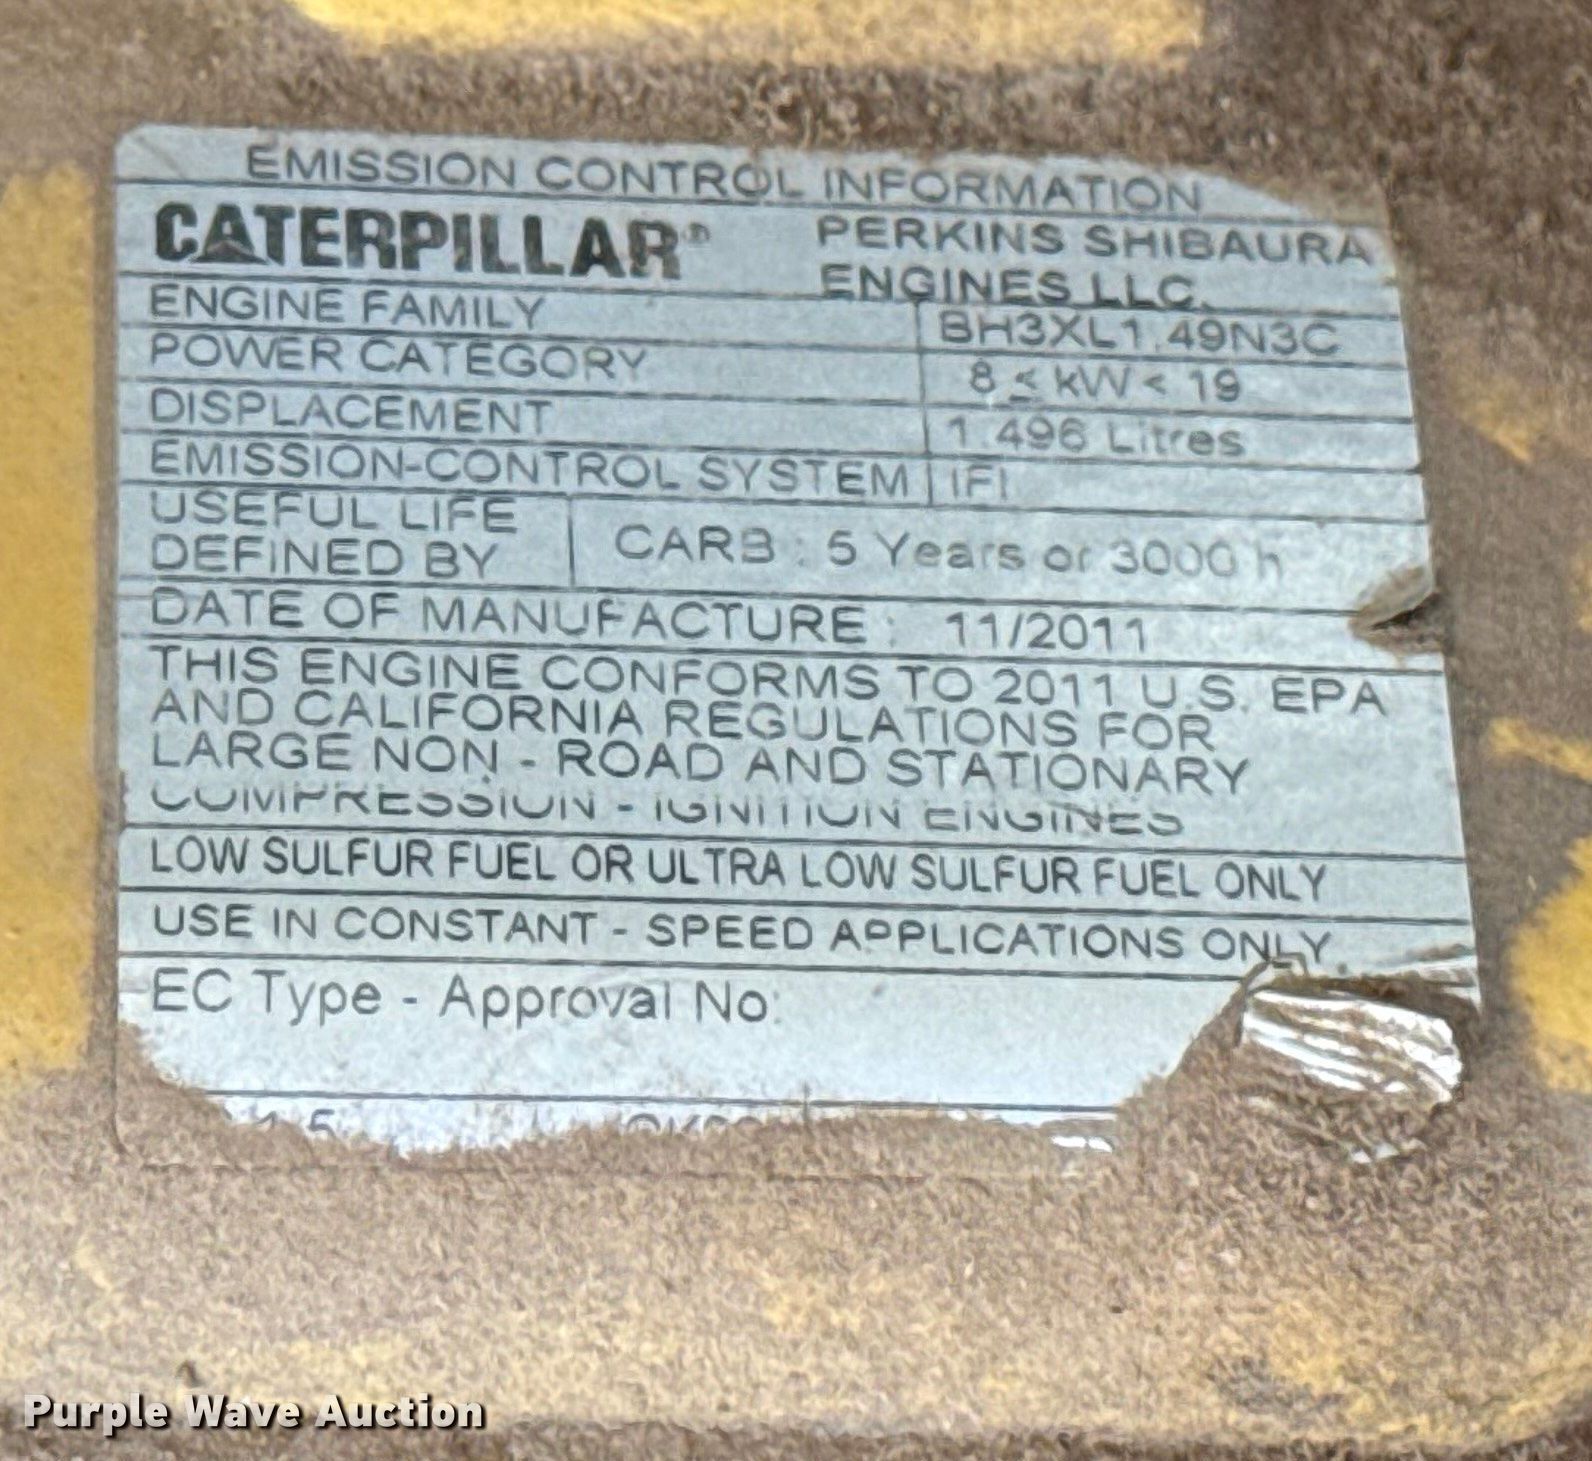 EMISSION CONTROL INFORMATION
CATERPILLAR®
PERKINS SHIBAURA
ENGINES LLC.
ENGINE FAMILY BH3XL1.49N3C
POWER CATEGORY 8 ≤ kW < 19
DISPLACEMENT 1.496 Litres
EMISSION-CONTROL SYSTEM IFI
USEFUL LIFE
DEFINED BY
CARB : 5 Years or 3000 h
DATE OF MANUFACTURE : 11/2011
THIS ENGINE CONFORMS TO 2011 U.S. EPA
AND CALIFORNIA REGULATIONS FOR
LARGE NON - ROAD AND STATIONARY
COMPRESSION - IGNITION ENGINES
LOW SULFUR FUEL OR ULTRA LOW SULFUR FUEL ONLY
USE IN CONSTANT - SPEED APPLICATIONS ONLY.
EC Type - Approval No:
Purple Wave Auction